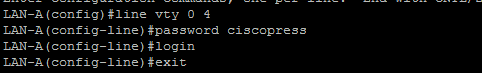 LAN-A(config)#line vty 0 4
LAN-A(config-line)#password ciscopress
LAN-A(config-line)#login
LAN-A(config-line)#exit